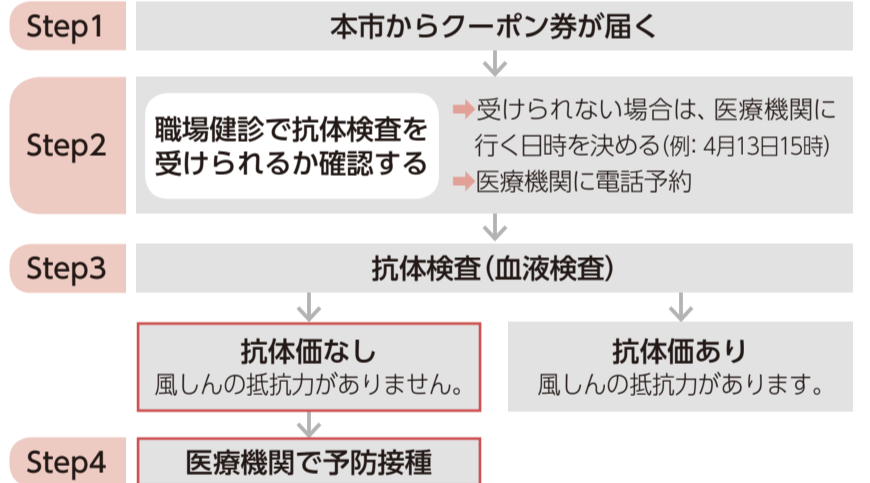 Step1
本市からクーポン券が届く
Step2
職場健診で抗体検査を
受けられるか確認する
➡受けられない場合は、医療機関に
行く日時を決める(例: 4月13日15時)
➡医療機関に電話予約
Step3
抗体検査(血液検査)
抗体価なし
風しんの抵抗力がありません。
抗体価あり
風しんの抵抗力があります。
Step4
医療機関で予防接種